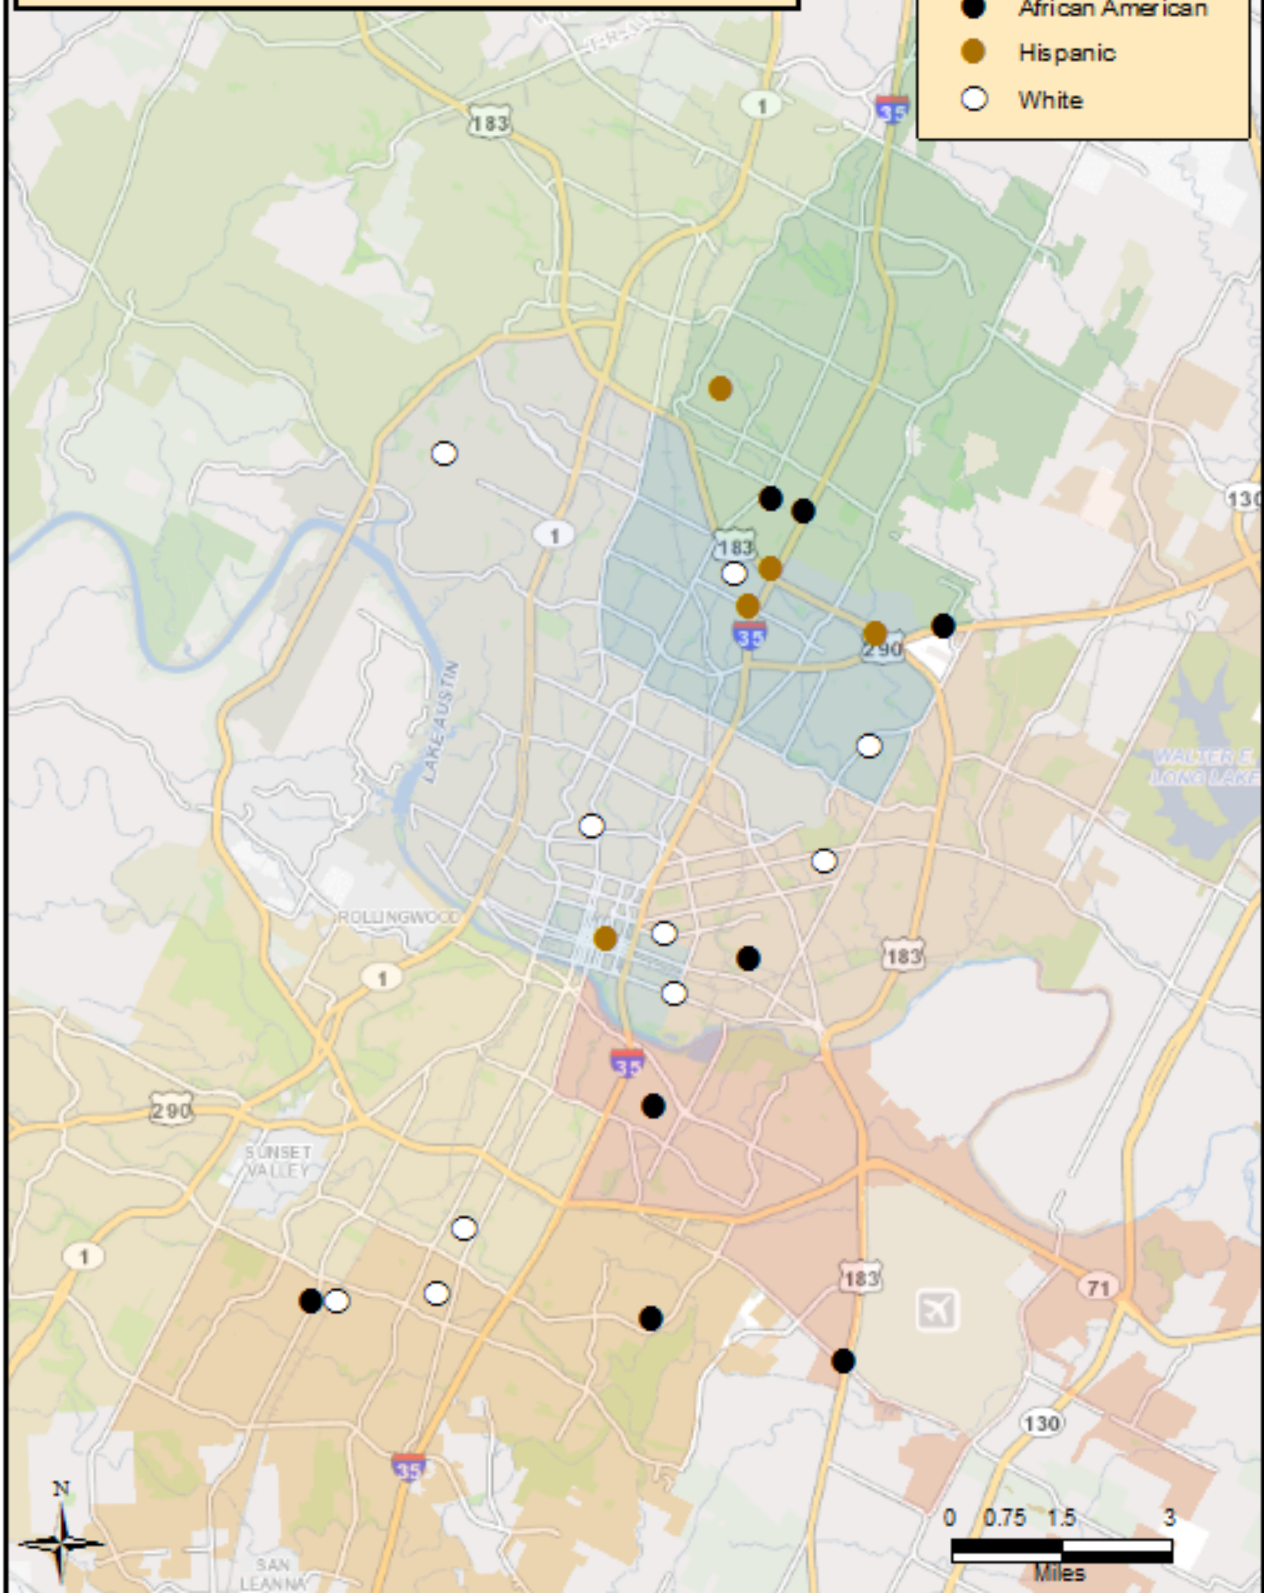 African American
Hispanic
White
183
1
35
130
183
35
290
LAKE AUSTIN
WALTER E.
LONG LAKE
ROLLINGWOOD
183
1
35
290
SUNSET
VALLEY
1
183
71
130
35
N
0 0.75 1.5 3
Miles
SAN
LEANNA